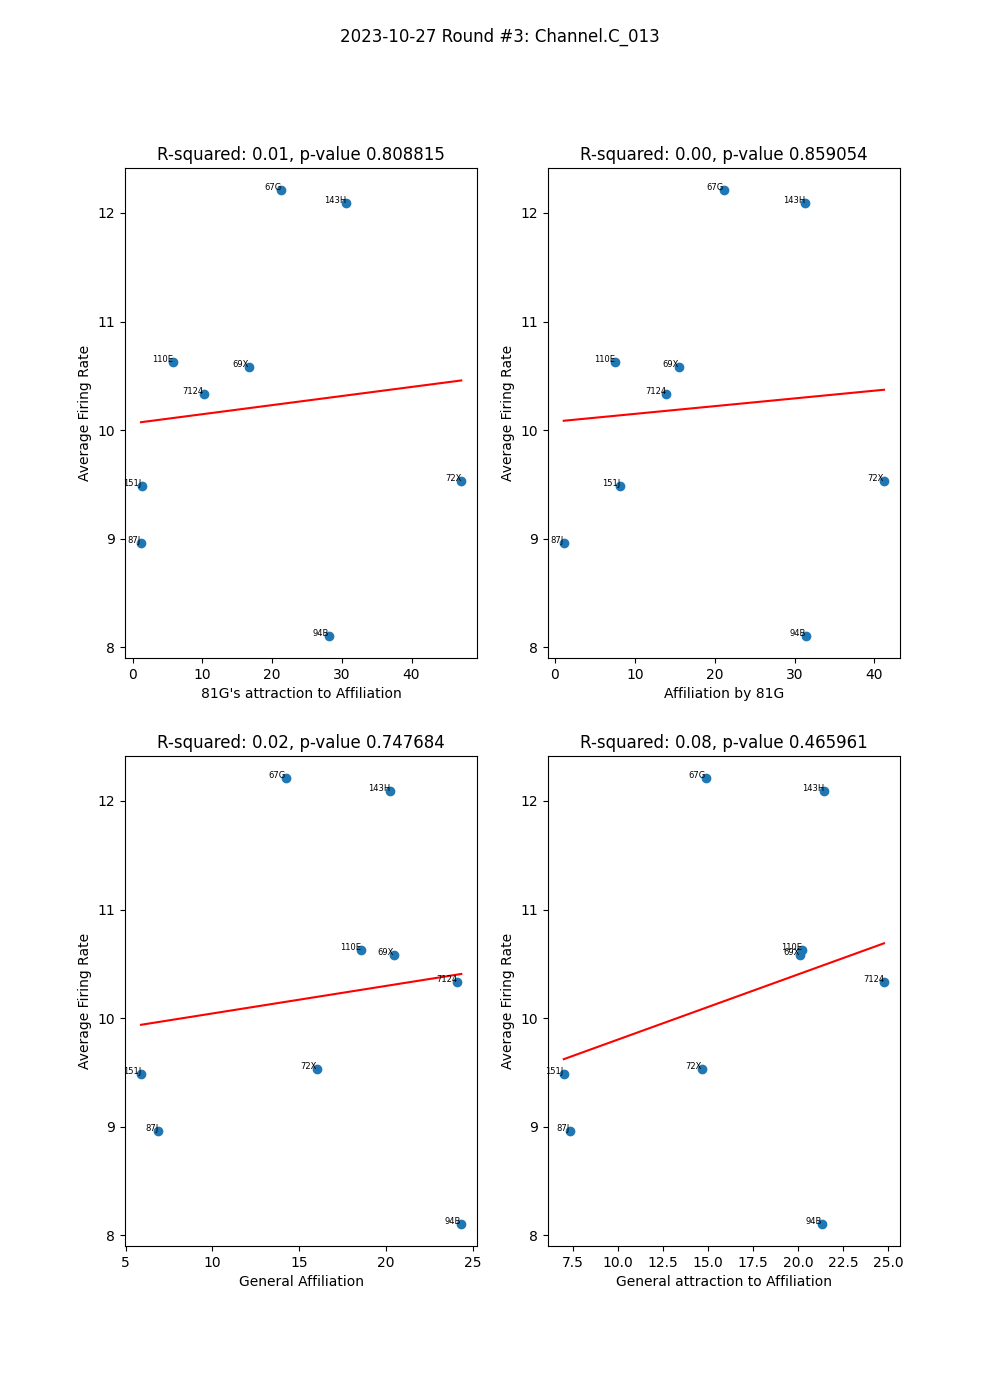 2023-10-27 Round #3: Channel.C_013
R-squared: 0.01, p-value 0.808815
12
11
10
9
8
Average Firing Rate
67G
143H
110E
69X
7124
151J
72X
87J
94B
0 10 20 30 40
81G's attraction to Affiliation
R-squared: 0.00, p-value 0.859054
12
11
10
9
8
Average Firing Rate
67G
143H
110E
69X
7124
151J
72X
87J
94B
0 10 20 30 40
Affiliation by 81G
R-squared: 0.02, p-value 0.747684
12
11
10
9
8
Average Firing Rate
67G
143H
110E
69X
7124
151J
72X
87J
94B
5 10 15 20 25
General Affiliation
R-squared: 0.08, p-value 0.465961
12
11
10
9
8
Average Firing Rate
67G
143H
110E
69X
7124
151J
72X
87J
94B
7.5 10.0 12.5 15.0 17.5 20.0 22.5 25.0
General attraction to Affiliation